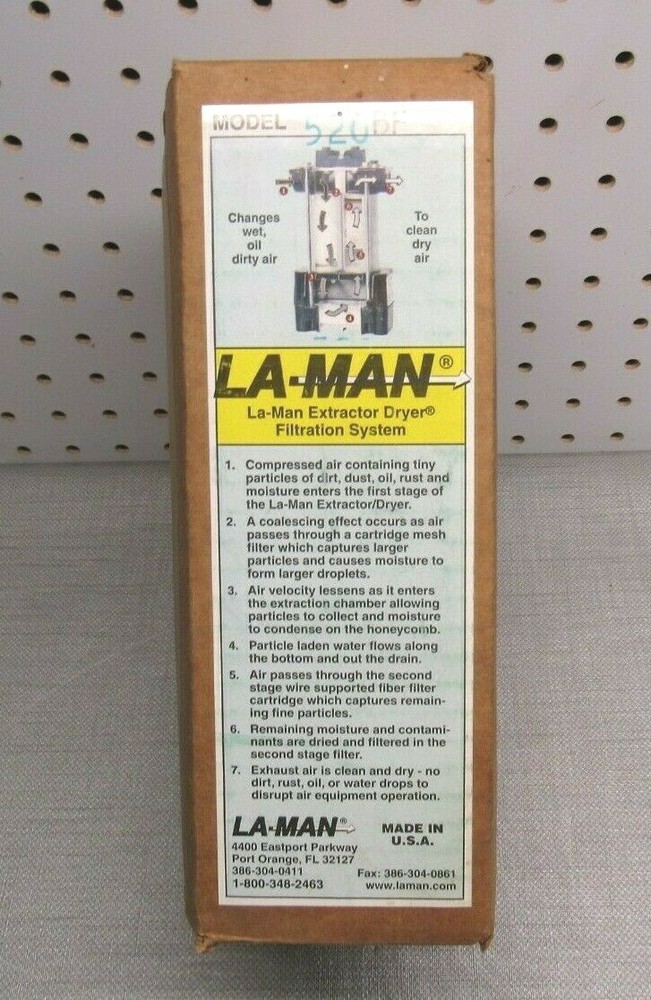 MODEL 520
Changes
wet,
oil
dirty air
To
clean
dry
air
LA-MAN®
La-Man Extractor Dryer®
Filtration System
1. Compressed air containing tiny
particles of dirt, dust, oil, rust and
moisture enters the first stage of
the La-Man Extractor/Dryer.
2. A coalescing effect occurs as air
passes through a cartridge mesh
filter which captures larger
particles and causes moisture to
form larger droplets.
3. Air velocity lessens as it enters
the extraction chamber allowing
particles to collect and moisture
to condense on the honeycomb.
4. Particle laden water flows along
the bottom and out the drain.
5. Air passes through the second
stage wire supported fiber filter
cartridge which captures remain-
ing fine particles.
6. Remaining moisture and contami-
nants are dried and filtered in the
second stage filter.
7. Exhaust air is clean and dry - no
dirt, rust, oil, or water drops to
disrupt air equipment operation.
LA-MAN®
4400 Eastport Parkway
Port Orange, FL 32127
386-304-0411
1-800-348-2463
MADE IN
U.S.A.
Fax: 386-304-0861
www.laman.com